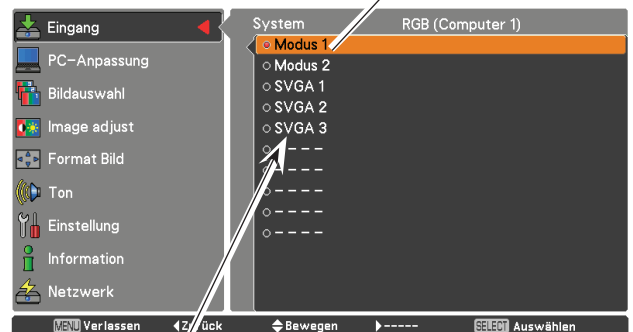 Eingang
PC-Anpassung
Bildauswahl
Image adjust
Format Bild
Ton
Einstellung
Information
Netzwerk
System RGB (Computer 1)
Modus 1
Modus 2
SVGA 1
SVGA 2
SVGA 3
- - - -
- - - -
- - - -
- - - -
- - - -
MENU Verlassen Zurück Bewegen ----- SELECT Auswählen